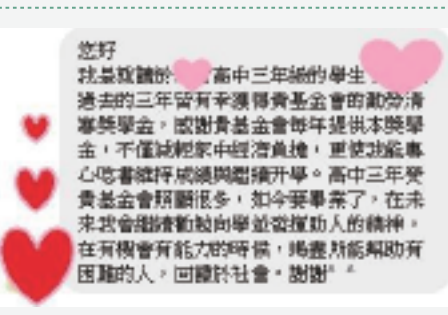 您好
我是就讀於 高中三年級的學生
過去的三年皆有幸獲得貴基金會的勤勞清
寒獎學金，感謝貴基金會每年提供本獎學
金，不僅減輕家中經濟負擔，更使我能專
心唸書維持成績與繼續升學。高中三年受
貴基金會照顧很多，如今要畢業了，在未
來我會繼續勤勉向學並發揮助人的精神，
在有機會有能力的時候，竭盡所能幫助有
困難的人，回饋於社會。謝謝^ ^